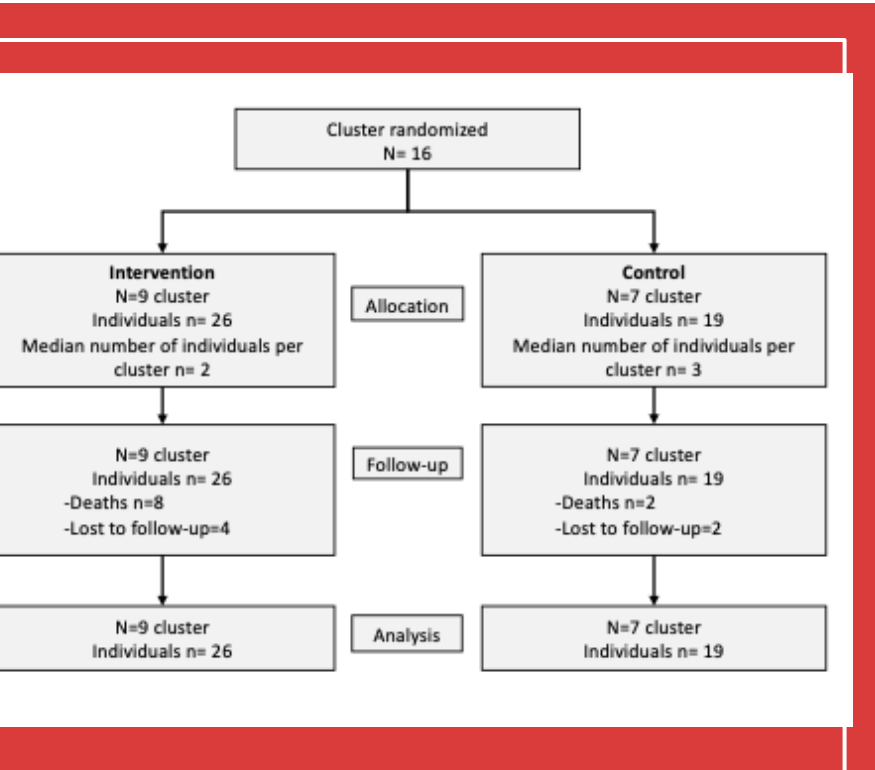 Cluster randomized
N= 16
Intervention
N=9 cluster
Individuals n= 26
Median number of individuals per
cluster n= 2
Allocation
Control
N=7 cluster
Individuals n= 19
Median number of individuals per
cluster n= 3
N=9 cluster
Individuals n= 26
-Deaths n=8
-Lost to follow-up=4
Follow-up
N=7 cluster
Individuals n= 19
-Deaths n=2
-Lost to follow-up=2
N=9 cluster
Individuals n= 26
Analysis
N=7 cluster
Individuals n= 19